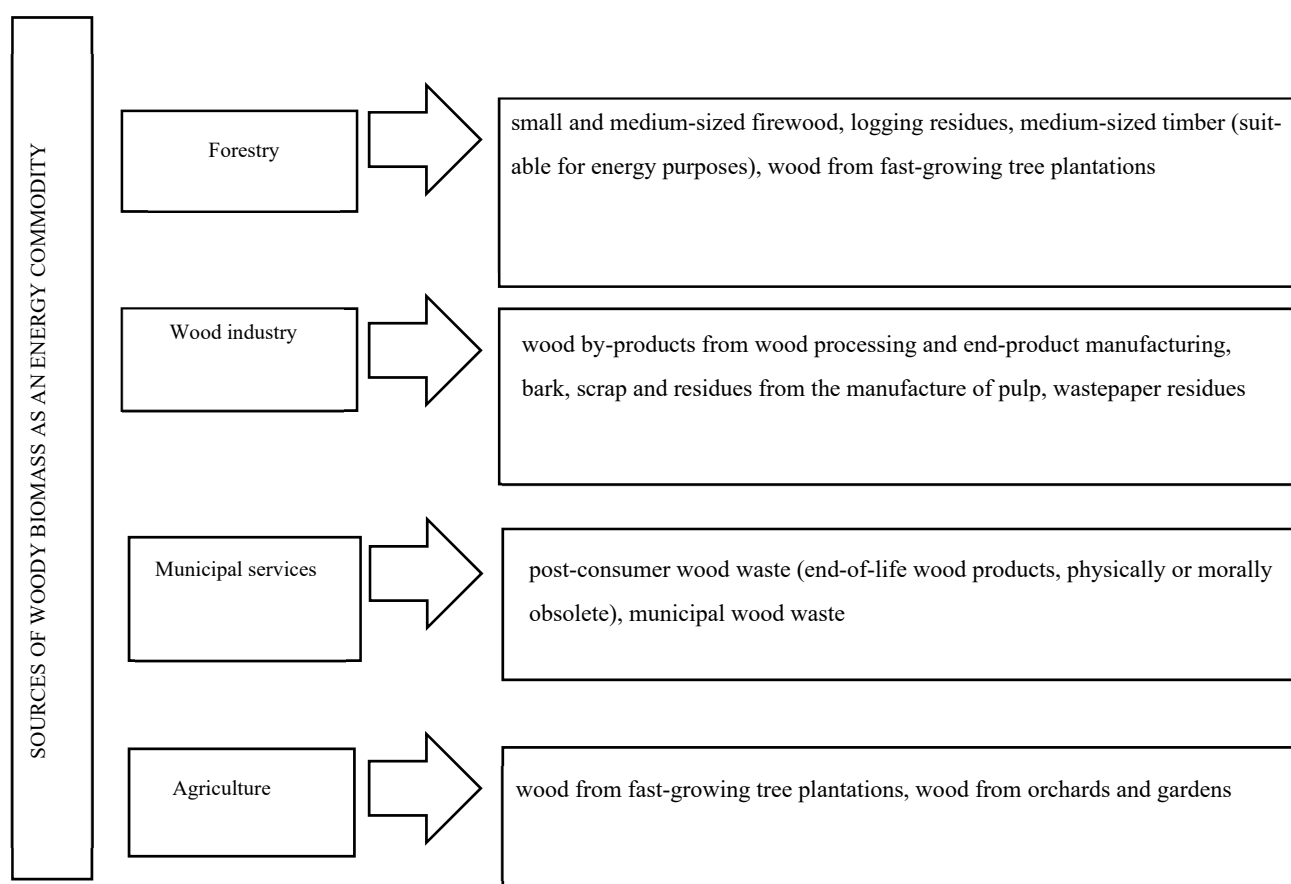 SOURCES OF WOODY BIOMASS AS AN ENERGY COMMODITY
Forestry
small and medium-sized firewood, logging residues, medium-sized timber (suit-
able for energy purposes), wood from fast-growing tree plantations
Wood industry
wood by-products from wood processing and end-product manufacturing,
bark, scrap and residues from the manufacture of pulp, wastepaper residues
Municipal services
post-consumer wood waste (end-of-life wood products, physically or morally
obsolete), municipal wood waste
Agriculture
wood from fast-growing tree plantations, wood from orchards and gardens